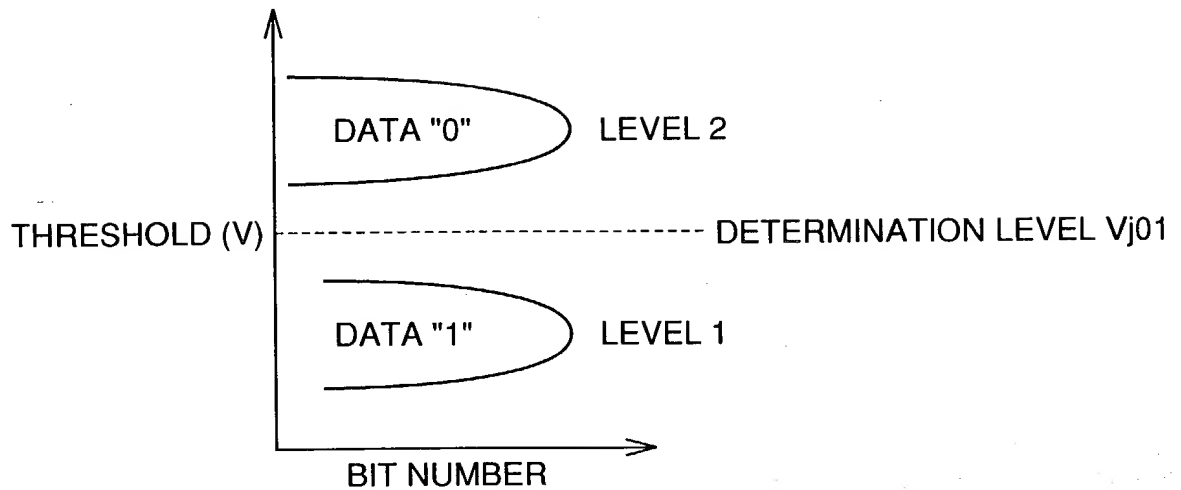 DATA "0"
LEVEL 2
THRESHOLD (V)
DETERMINATION LEVEL Vj01
DATA "1"
LEVEL 1
BIT NUMBER